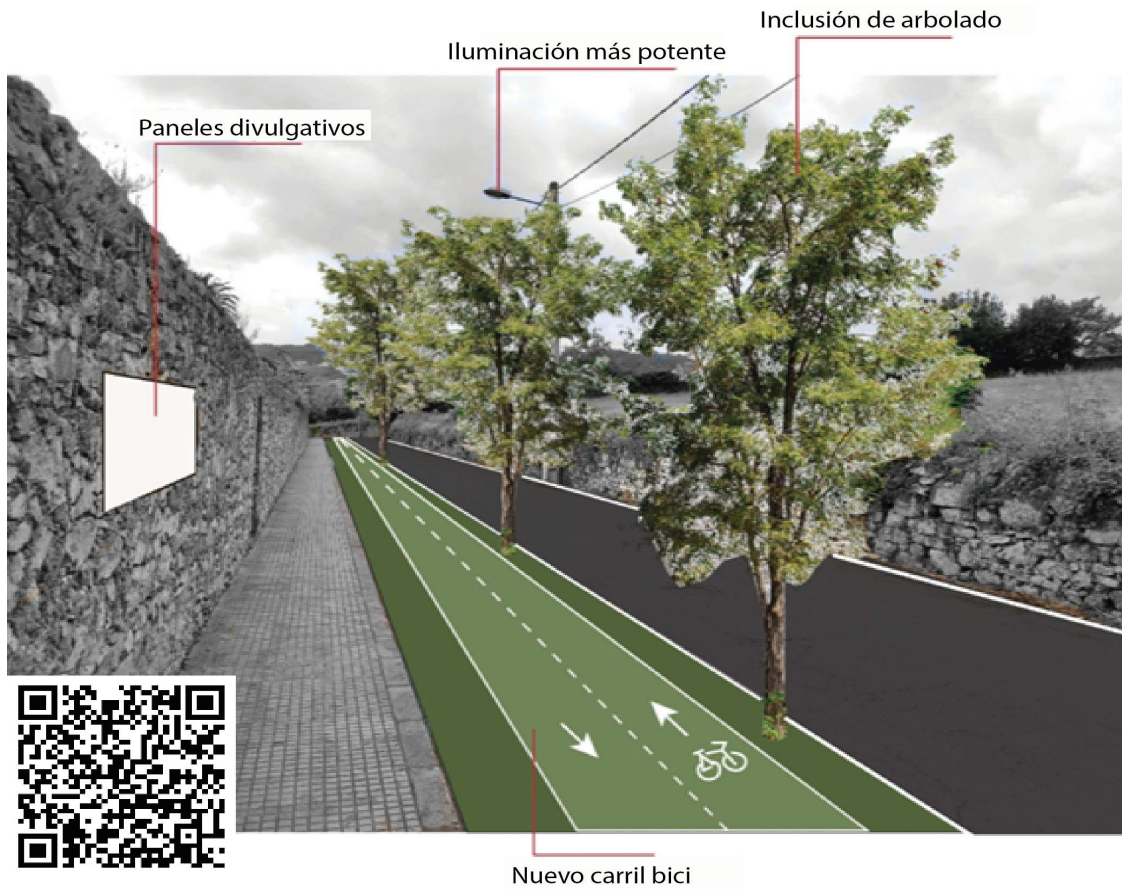 Inclusión de arbolado
Iluminación más potente
Paneles divulgativos
Nuevo carril bici